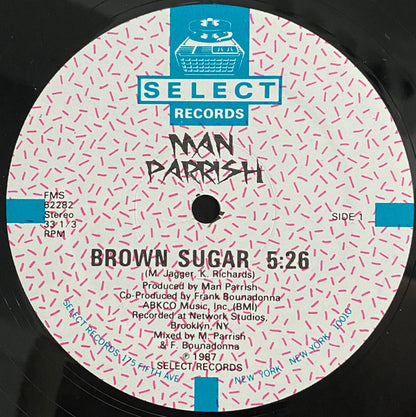 SELECT
RECORDS
MAN
PARRISH
FMS
62282
Stereo
33 1/3
RPM
SIDE 1
BROWN SUGAR 5:26
(M. Jagger, K. Richards)
Produced by Man Parrish
Co-Produced by Frank Bounadonna
ABKCO Music, Inc. (BMI)
Recorded at Network Studios,
Brooklyn, NY
Mixed by M. Parrish
& F. Bounadonna
℗ 1987
SELECT/RECORDS
SELECT RECORDS 175 FIFTH AVE NEW YORK, NEW YORK 10010